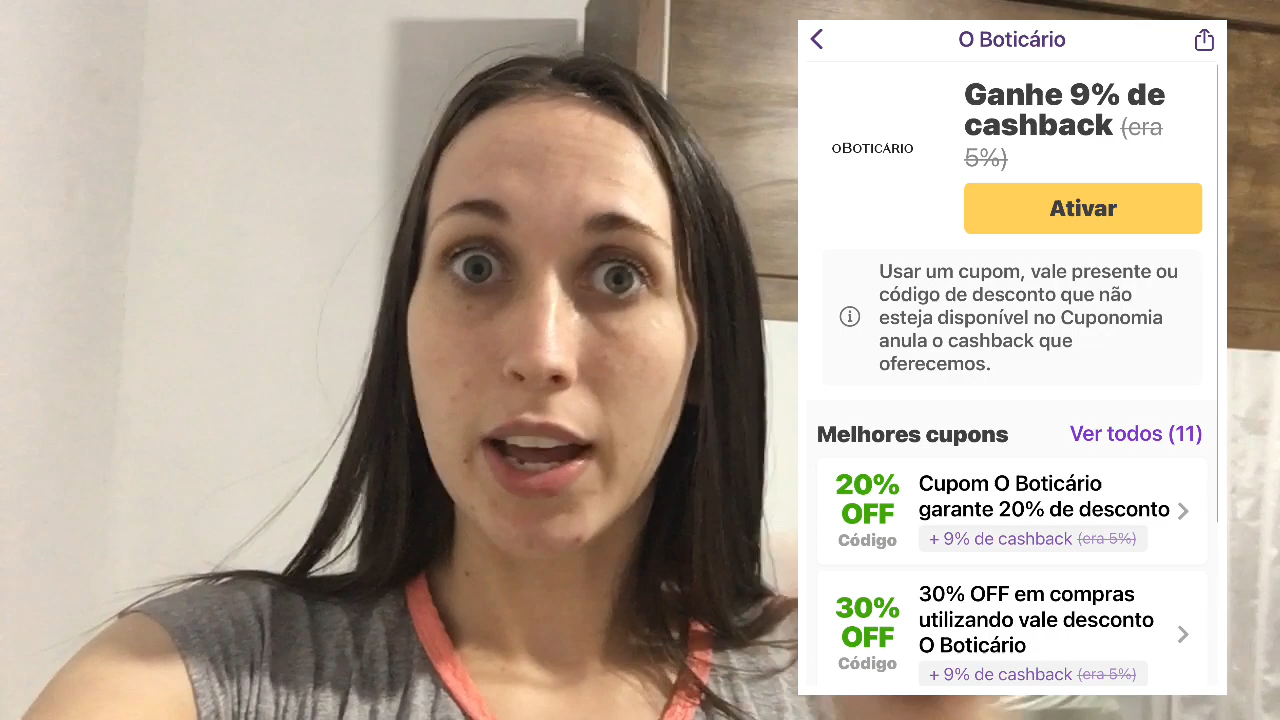 O Boticário
Ganhe 9% de
cashback (era
5%)
OBOTICÁRIO
Ativar
Usar um cupom, vale presente ou
código de desconto que não
esteja disponível no Cuponomia
anula o cashback que
oferecemos.
Melhores cupons
Ver todos (11)
20%
OFF
Código
Cupom O Boticário
garante 20% de desconto
+ 9% de cashback (era 5%)
30%
OFF
Código
30% OFF em compras
utilizando vale desconto
O Boticário
+ 9% de cashback (era 5%)